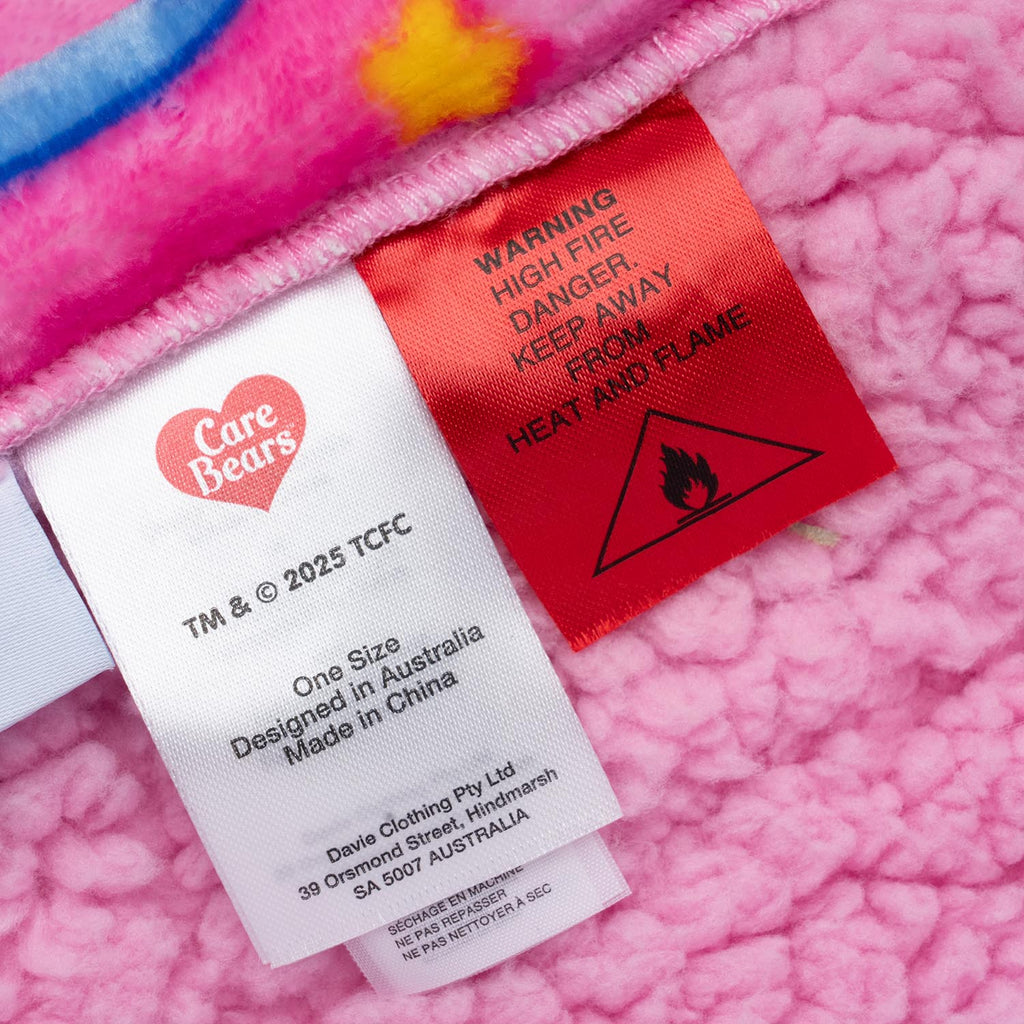 Care
Bears
TM & © 2025 TCFC
One Size
Designed in Australia
Made in China
Davie Clothing Pty Ltd
39 Orsmond Street, Hindmarsh
SA 5007 AUSTRALIA
SÉCHAGE EN MACHINE
NE PAS REPASSER
NE PAS NETTOYER À SEC
WARNING
HIGH FIRE
DANGER.
KEEP AWAY
FROM
HEAT AND FLAME